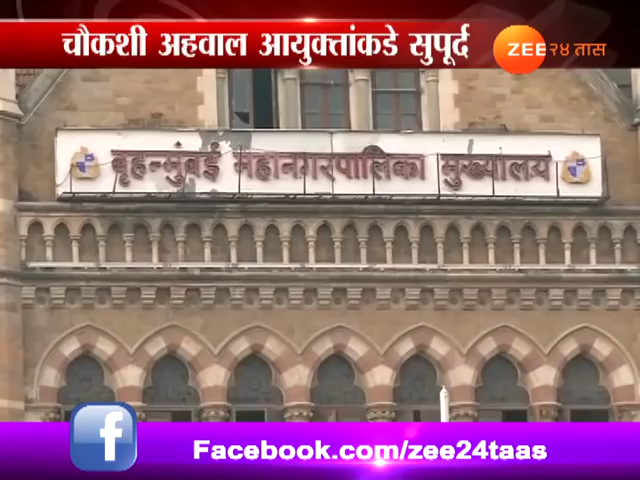 चौकशी अहवाल आयुक्तांकडे सुपूर्द
ZEE २४ तास
बृहन्मुंबई महानगरपालिका मुख्यालय
f
Facebook.com/zee24taas